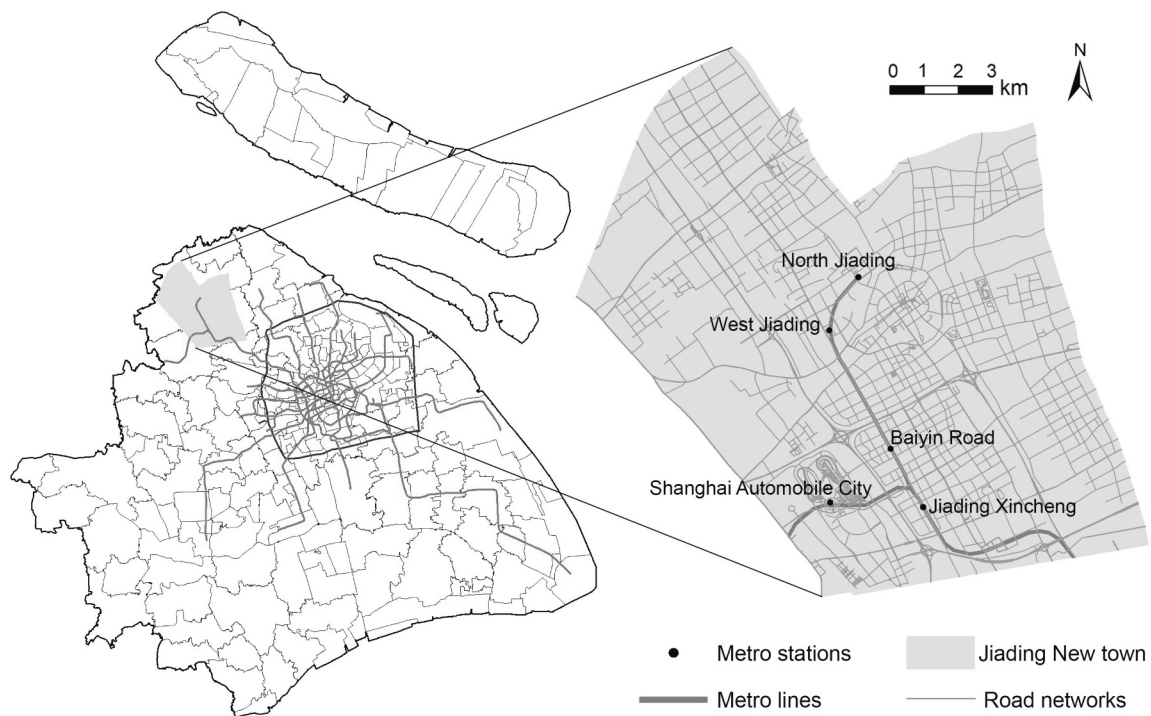 N
0 1 2 3
km
North Jiading
West Jiading
Baiyin Road
Shanghai Automobile City
Jiading Xincheng
Metro stations
Jiading New town
Metro lines
Road networks